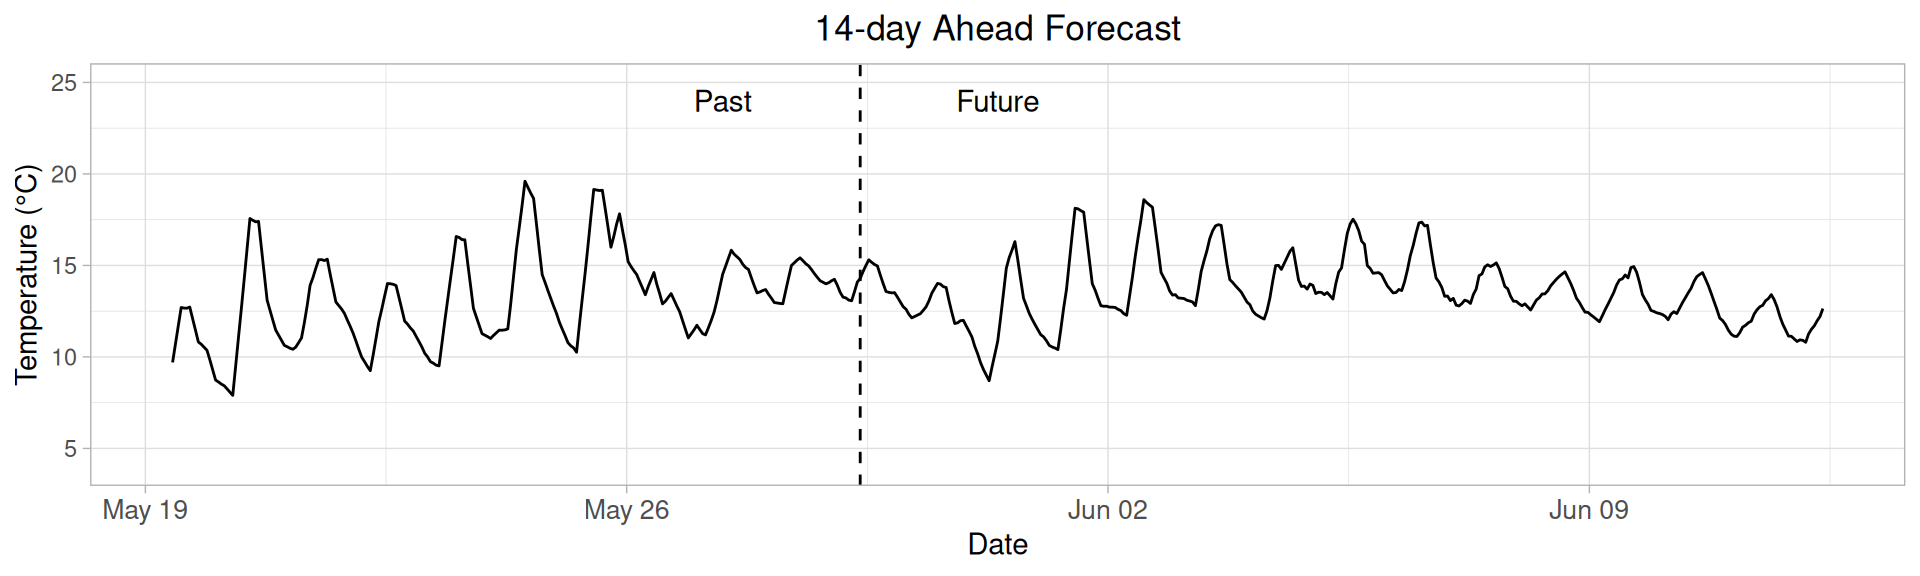 14-day Ahead Forecast
25
20
15
10
5
Temperature (°C)
Past
Future
May 19
May 26
Jun 02
Jun 09
Date